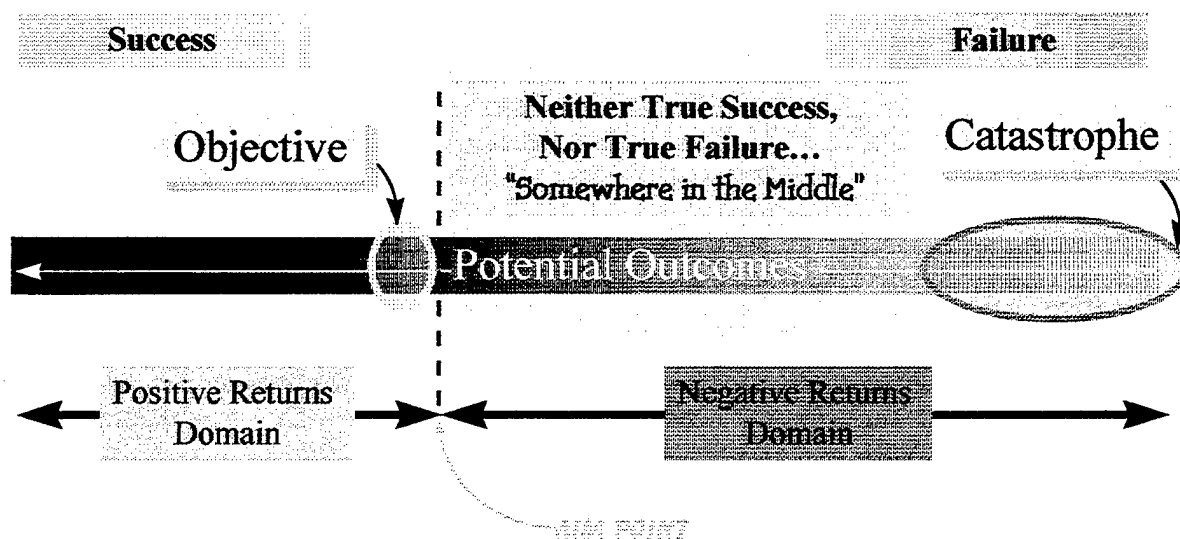 Success
Failure
Neither True Success,
Nor True Failure...
"Somewhere in the Middle"
Objective
Catastrophe
Potential Outcomes
Positive Returns
Domain
Negative Returns
Domain